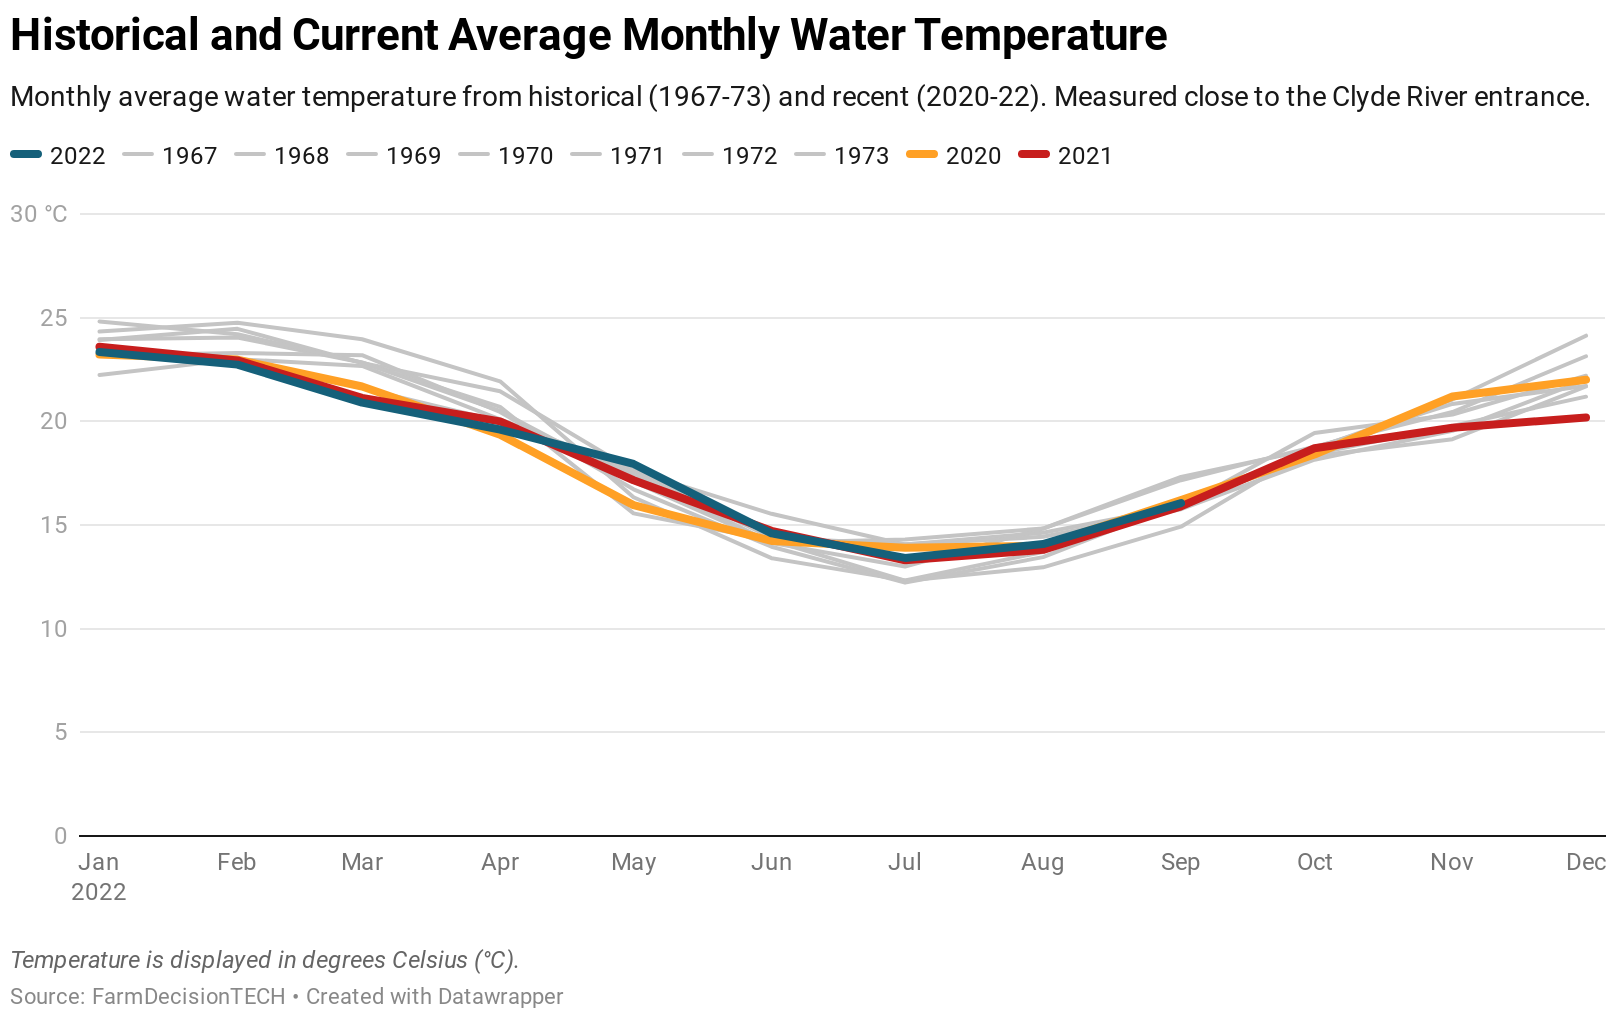 Historical and Current Average Monthly Water Temperature
Monthly average water temperature from historical (1967-73) and recent (2020-22). Measured close to the Clyde River entrance.
2022 1967 1968 1969 1970 1971 1972 1973 2020 2021
30 °C
25
20
15
10
5
0
Jan Feb Mar Apr May Jun Jul Aug Sep Oct Nov Dec
2022
Temperature is displayed in degrees Celsius (°C).
Source: FarmDecisionTECH • Created with Datawrapper